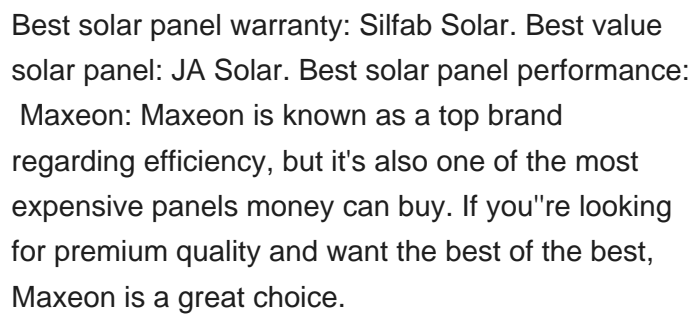 Best solar panel warranty: Silfab Solar. Best value
solar panel: JA Solar. Best solar panel performance:
Maxeon: Maxeon is known as a top brand
regarding efficiency, but it's also one of the most
expensive panels money can buy. If you''re looking
for premium quality and want the best of the best,
Maxeon is a great choice.